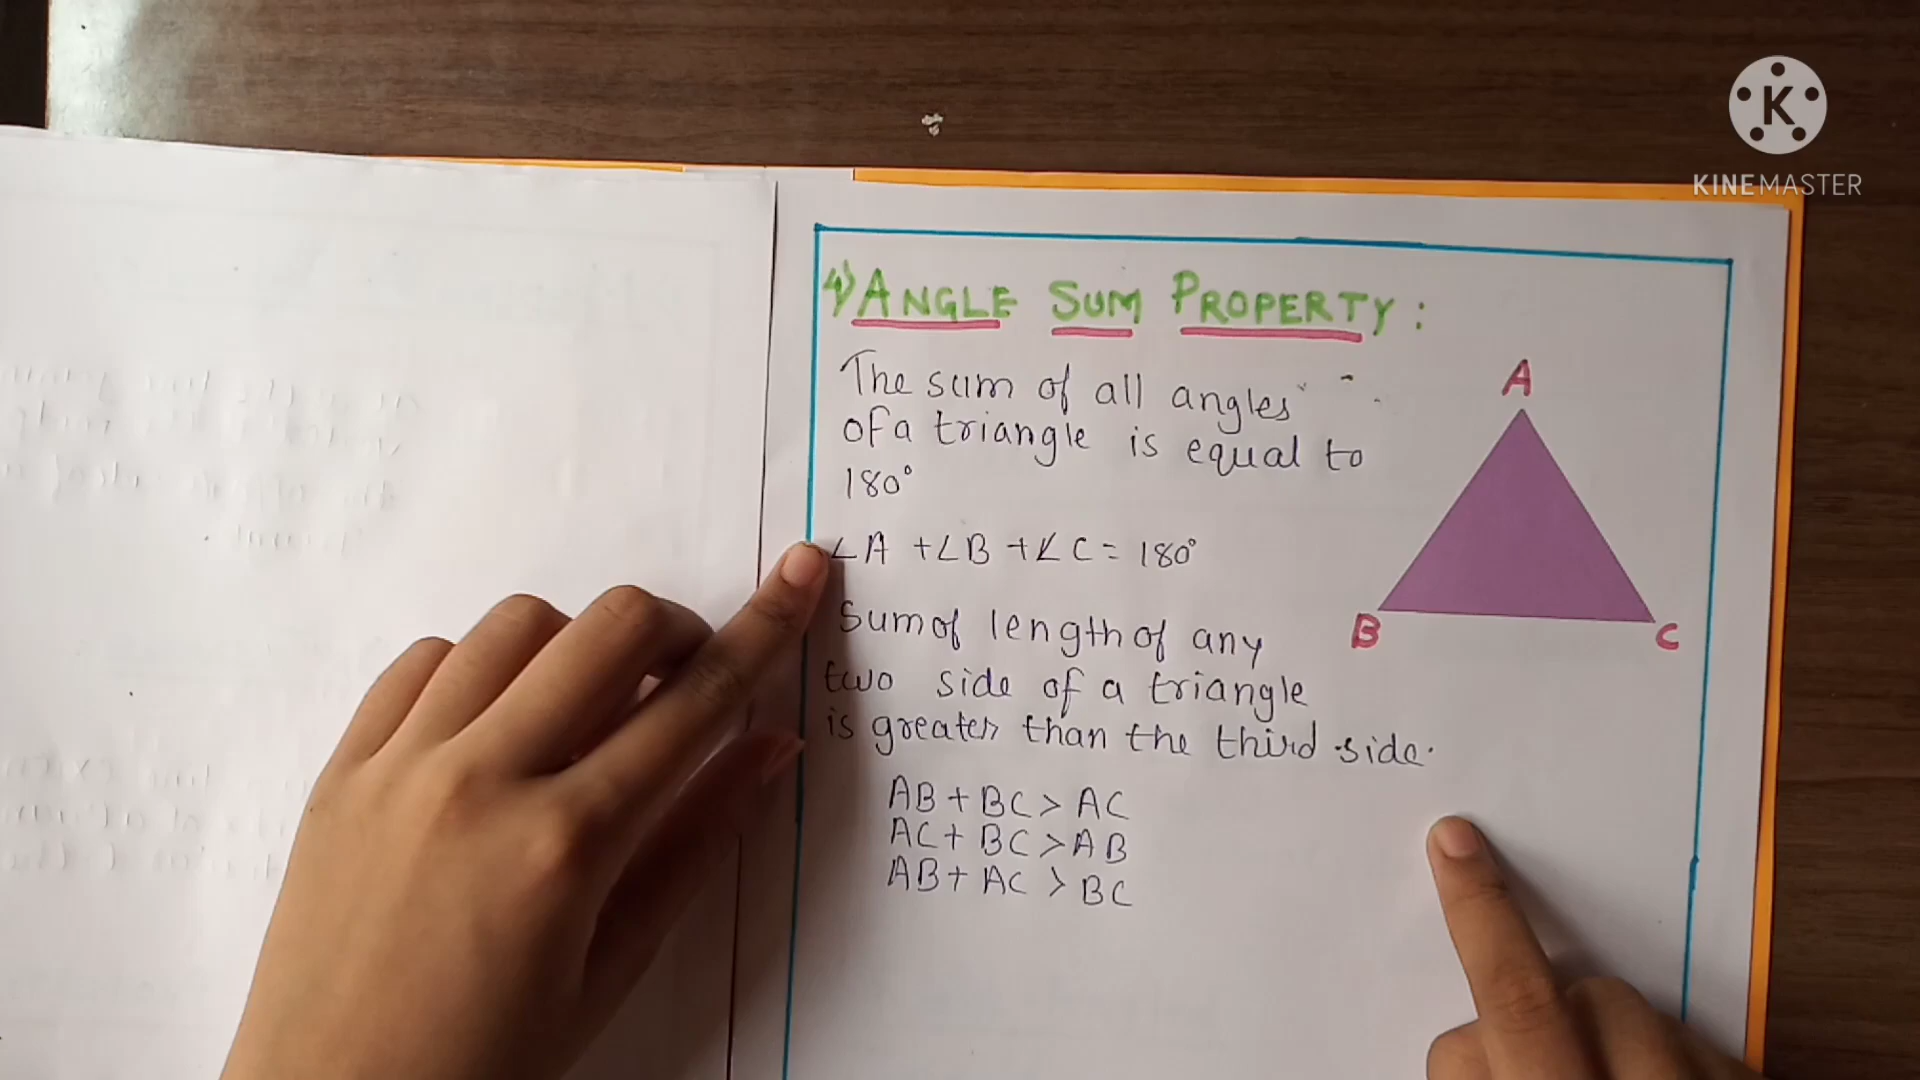 KINEMASTER
4) ANGLE SUM PROPERTY :
The sum of all angles
of a triangle is equal to
180°
∠A + ∠B + ∠C = 180°
Sum of length of any
two side of a triangle
is greater than the third side.
AB + BC > AC
AC + BC > AB
AB + AC > BC
A
B
C